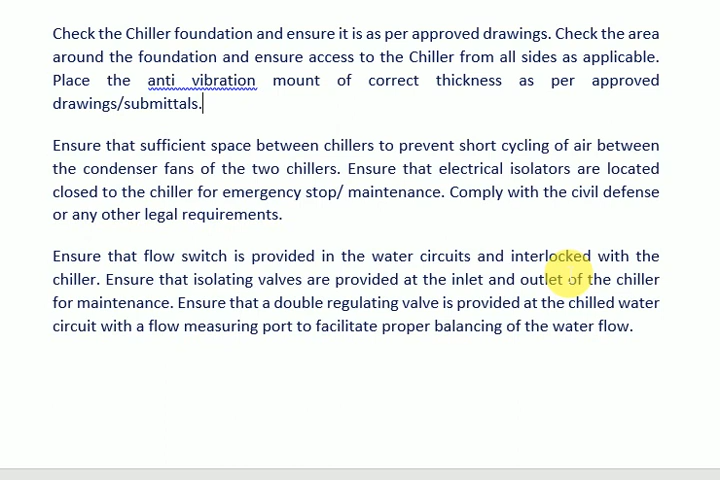 Check the Chiller foundation and ensure it is as per approved drawings. Check the area
around the foundation and ensure access to the Chiller from all sides as applicable.
Place the anti vibration mount of correct thickness as per approved
drawings/submittals.
Ensure that sufficient space between chillers to prevent short cycling of air between
the condenser fans of the two chillers. Ensure that electrical isolators are located
closed to the chiller for emergency stop/ maintenance. Comply with the civil defense
or any other legal requirements.
Ensure that flow switch is provided in the water circuits and interlocked with the
chiller. Ensure that isolating valves are provided at the inlet and outlet of the chiller
for maintenance. Ensure that a double regulating valve is provided at the chilled water
circuit with a flow measuring port to facilitate proper balancing of the water flow.